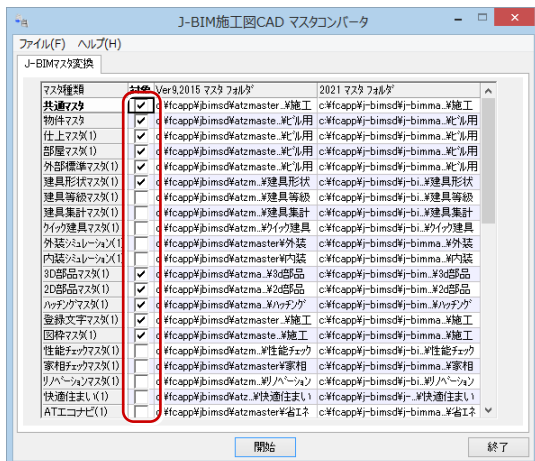 J-BIM施工図CAD マスタコンバータ
ファイル(F) ヘルプ(H)
J-BIMマスタ変換
マスタ種類 対象 Ver9,2015 マスタ フォルダ 2021 マスタ フォルダ
共通マスタ c:¥fcapp¥jbimsd¥atzmaster...¥施工 c:¥fcapp¥j-bimsd¥j-bimma...¥施工
物件マスタ c:¥fcapp¥jbimsd¥atzmaste...¥ビル用 c:¥fcapp¥j-bimsd¥j-bimma...¥ビル用
仕上マスタ(1) c:¥fcapp¥jbimsd¥atzmaste...¥ビル用 c:¥fcapp¥j-bimsd¥j-bimma...¥ビル用
部屋マスタ(1) c:¥fcapp¥jbimsd¥atzmaste...¥ビル用 c:¥fcapp¥j-bimsd¥j-bimma...¥ビル用
外部標準マスタ(1) c:¥fcapp¥jbimsd¥atzmaste...¥ビル用 c:¥fcapp¥j-bimsd¥j-bimma...¥ビル用
建具形状マスタ(1) c:¥fcapp¥jbimsd¥atzm...¥建具形状 c:¥fcapp¥j-bimsd¥j-bi...¥建具形状
建具等級マスタ(1) c:¥fcapp¥jbimsd¥atzm...¥建具等級 c:¥fcapp¥j-bimsd¥j-bi...¥建具等級
建具集計マスタ(1) c:¥fcapp¥jbimsd¥atzm...¥建具集計 c:¥fcapp¥j-bimsd¥j-bi...¥建具集計
クイック建具マスタ(1) c:¥fcapp¥jbimsd¥atzm...¥クイック建具 c:¥fcapp¥j-bimsd¥j-bi...¥クイック建具
外装シミュレーション(1) c:¥fcapp¥jbimsd¥atzmaster¥外装 c:¥fcapp¥j-bimsd¥j-bimma...¥外装
内装シミュレーション(1) c:¥fcapp¥jbimsd¥atzmaster¥内装 c:¥fcapp¥j-bimsd¥j-bimma...¥内装
3D部品マスタ(1) c:¥fcapp¥jbimsd¥atzma...¥3d部品 c:¥fcapp¥j-bimsd¥j-bim...¥3d部品
2D部品マスタ(1) c:¥fcapp¥jbimsd¥atzma...¥2d部品 c:¥fcapp¥j-bimsd¥j-bim...¥2d部品
ハッチングマスタ(1) c:¥fcapp¥jbimsd¥atzma...¥ハッチング c:¥fcapp¥j-bimsd¥j-bim...¥ハッチング
登録文字マスタ(1) c:¥fcapp¥jbimsd¥atzmaster...¥施工 c:¥fcapp¥j-bimsd¥j-bimma...¥施工
図枠マスタ(1) c:¥fcapp¥jbimsd¥atzmaste...¥施工 c:¥fcapp¥j-bimsd¥j-bimma...¥施工
性能チェックマスタ(1) c:¥fcapp¥jbimsd¥atzm...¥性能チェック c:¥fcapp¥j-bimsd¥j-bi...¥性能チェック
家相チェックマスタ(1) c:¥fcapp¥jbimsd¥atzmaster¥家相 c:¥fcapp¥j-bimsd¥j-bimma...¥家相
リノベーションマスタ(1) c:¥fcapp¥jbimsd¥atzm...¥リノベーション c:¥fcapp¥j-bimsd¥j-bi...¥リノベーション
快適住まい(1) c:¥fcapp¥jbimsd¥atz...¥快適住まい c:¥fcapp¥j-bimsd¥j-...¥快適住まい
ATエコナビ(1) c:¥fcapp¥jbimsd¥atzmaster¥省エネ c:¥fcapp¥j-bimsd¥j-bimma...¥省エネ
開始 終了